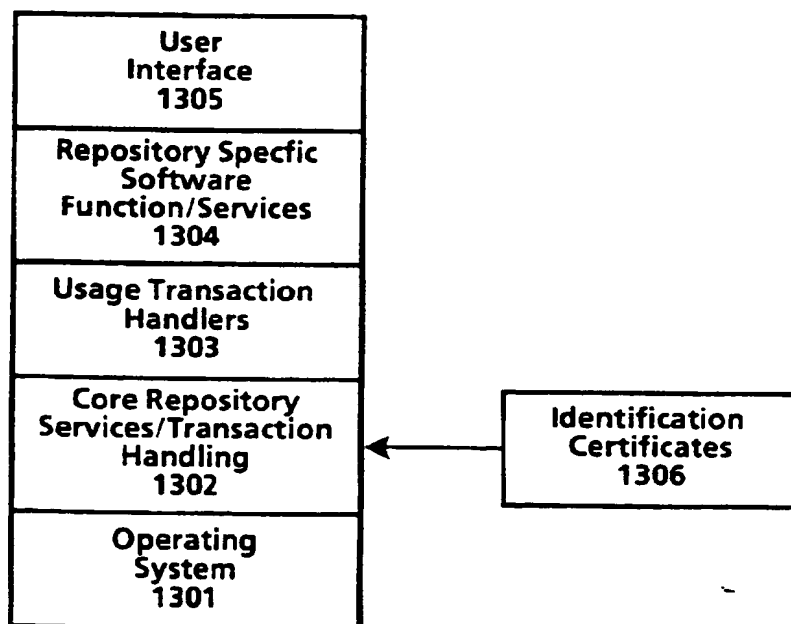 User
Interface
1305
Repository Specfic
Software
Function/Services
1304
Usage Transaction
Handlers
1303
Core Repository
Services/Transaction
Handling
1302
Identification
Certificates
1306
Operating
System
1301